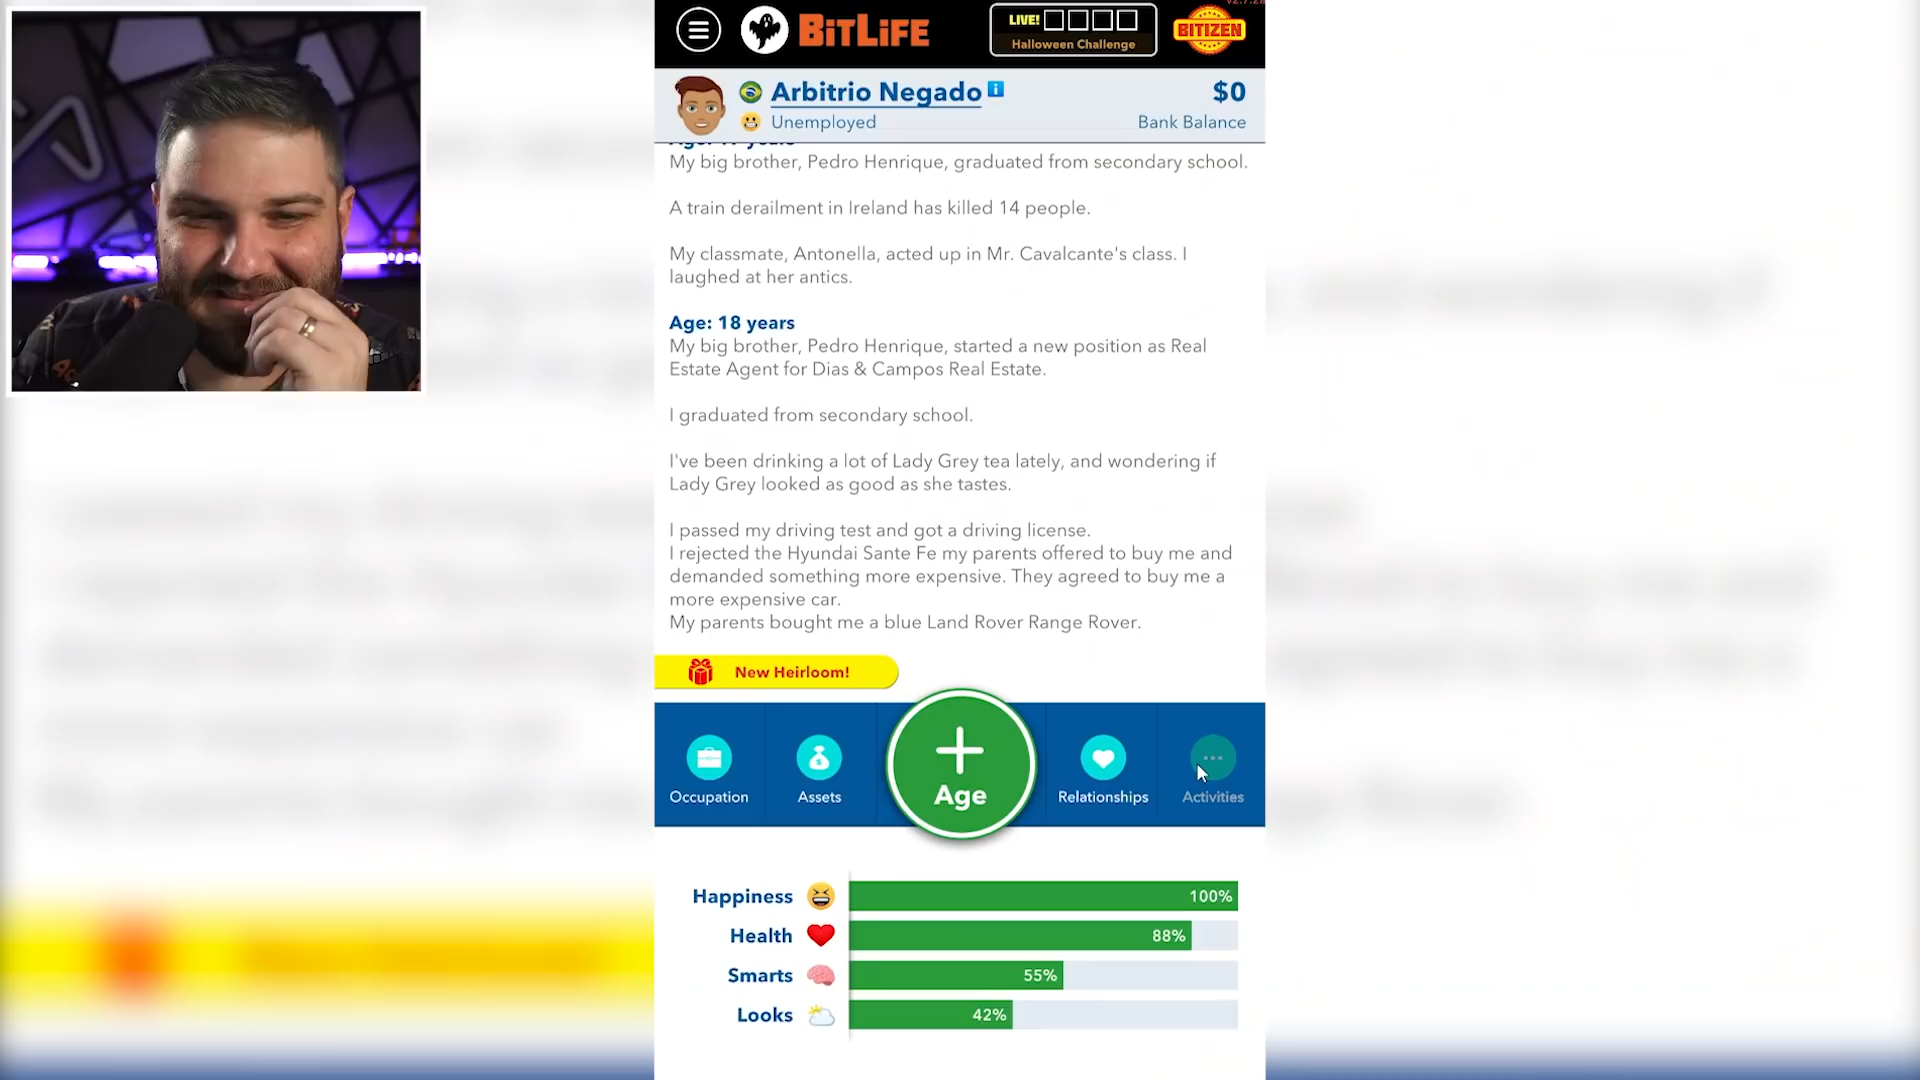 v2.7.28
BiTLiFE
LIVE!
Halloween Challenge
BITIZEN
Arbitrio Negado
$0
Unemployed
Bank Balance
My big brother, Pedro Henrique, graduated from secondary school.
A train derailment in Ireland has killed 14 people.
My classmate, Antonella, acted up in Mr. Cavalcante's class. I
laughed at her antics.
Age: 18 years
My big brother, Pedro Henrique, started a new position as Real
Estate Agent for Dias & Campos Real Estate.
I graduated from secondary school.
I've been drinking a lot of Lady Grey tea lately, and wondering if
Lady Grey looked as good as she tastes.
I passed my driving test and got a driving license.
I rejected the Hyundai Sante Fe my parents offered to buy me and
demanded something more expensive. They agreed to buy me a
more expensive car.
My parents bought me a blue Land Rover Range Rover.
New Heirloom!
Occupation
Assets
Age
Relationships
Activities
Happiness
100%
Health
88%
Smarts
55%
Looks
42%